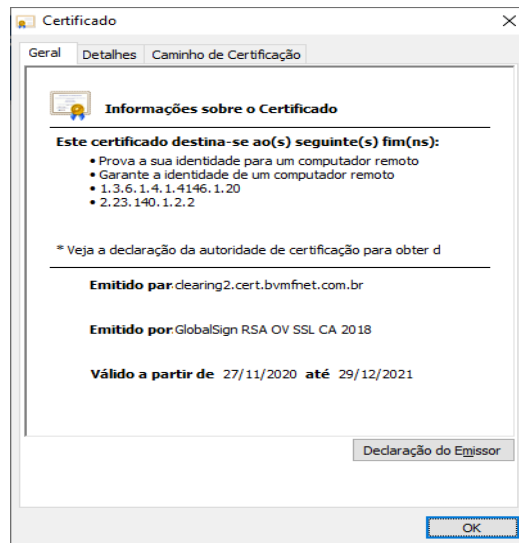 Certificado
Geral Detalhes Caminho de Certificação
Informações sobre o Certificado
Este certificado destina-se ao(s) seguinte(s) fim(ns):
• Prova a sua identidade para um computador remoto
• Garante a identidade de um computador remoto
• 1.3.6.1.4.1.4146.1.20
• 2.23.140.1.2.2
* Veja a declaração da autoridade de certificação para obter d
Emitido par clearing2.cert.bvmfnet.com.br
Emitido por GlobalSign RSA OV SSL CA 2018
Válido a partir de 27/11/2020 até 29/12/2021
Declaração do Emissor
OK